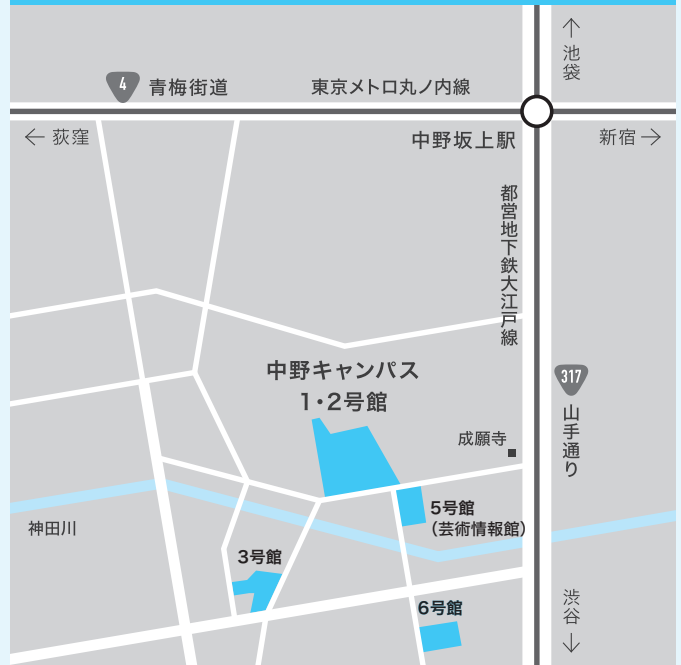 ↑
池袋
4
青梅街道
東京メトロ丸ノ内線
← 荻窪
中野坂上駅
新宿 →
都営地下鉄大江戸線
317
山手通り
中野キャンパス
1・2号館
成願寺
5号館
(芸術情報館)
神田川
3号館
6号館
渋谷
↓